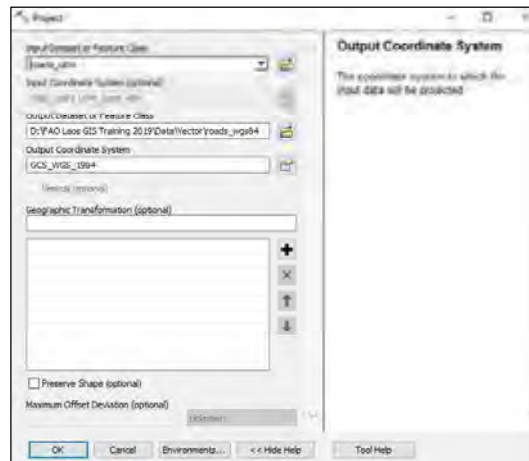 Project
Input Dataset or Feature Class
roads_utm
Input Coordinate System (optional)
Output Dataset or Feature Class
D:\FAO Laos GIS Training 2019\Data\Vector\roads_wgs84
Output Coordinate System
GCS_WGS_1984
Vertical (optional)
Geographic Transformation (optional)
Preserve Shape (optional)
Maximum Offset Deviation (optional)
Unknown
OK
Cancel
Environments...
<< Hide Help
Tool Help
Output Coordinate System
The coordinate system to which the
input data will be projected.